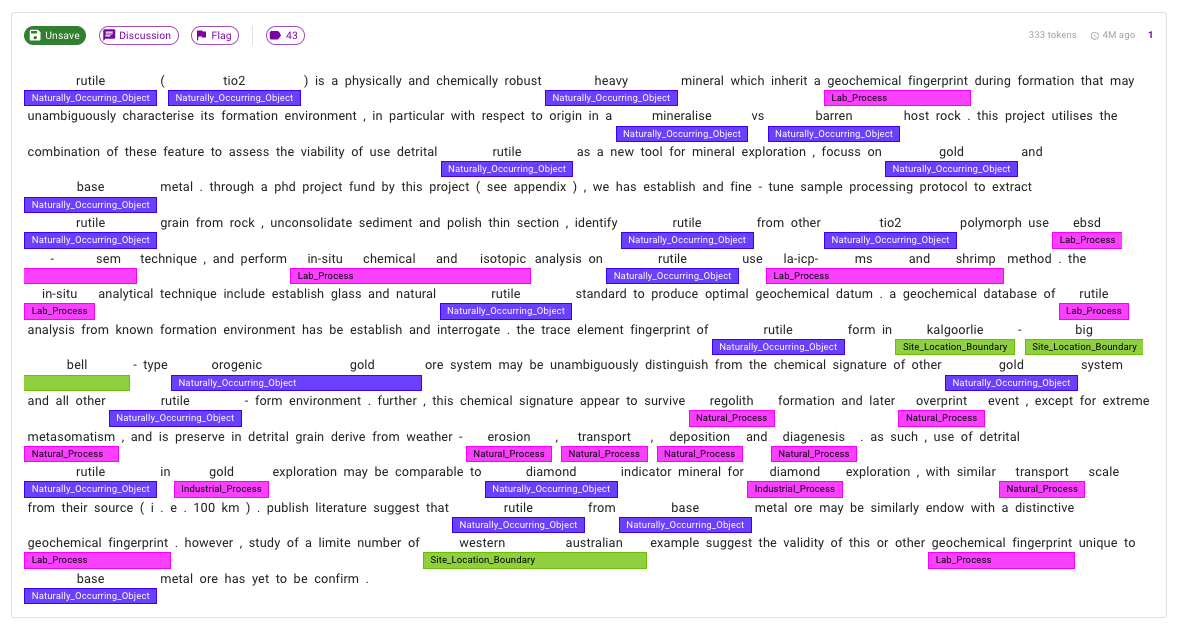 Unsave Discussion Flag 43 333 tokens 4M ago 1
rutile ( tio2 ) is a physically and chemically robust heavy mineral which inherit a geochemical fingerprint during formation that may
Naturally_Occurring_Object Naturally_Occurring_Object Naturally_Occurring_Object Lab_Process
unambiguously characterise its formation environment , in particular with respect to origin in a mineralise vs barren host rock . this project utilises the
Naturally_Occurring_Object Naturally_Occurring_Object
combination of these feature to assess the viability of use detrital rutile as a new tool for mineral exploration , focuss on gold and
Naturally_Occurring_Object Naturally_Occurring_Object
base metal . through a phd project fund by this project ( see appendix ) , we has establish and fine - tune sample processing protocol to extract
Naturally_Occurring_Object
rutile grain from rock , unconsolidate sediment and polish thin section , identify rutile from other tio2 polymorph use ebsd
Naturally_Occurring_Object Naturally_Occurring_Object Naturally_Occurring_Object Lab_Process
- sem technique , and perform in-situ chemical and isotopic analysis on rutile use la-icp- ms and shrimp method . the
Lab_Process Naturally_Occurring_Object Lab_Process
in-situ analytical technique include establish glass and natural rutile standard to produce optimal geochemical datum . a geochemical database of rutile
Lab_Process Naturally_Occurring_Object Lab_Process
analysis from known formation environment has be establish and interrogate . the trace element fingerprint of rutile form in kalgoorlie - big
Naturally_Occurring_Object Site_Location_Boundary Site_Location_Boundary
bell - type orogenic gold ore system may be unambiguously distinguish from the chemical signature of other gold system
Naturally_Occurring_Object Naturally_Occurring_Object
and all other rutile - form environment . further , this chemical signature appear to survive regolith formation and later overprint event , except for extreme
Naturally_Occurring_Object Natural_Process Natural_Process
metasomatism , and is preserve in detrital grain derive from weather - erosion , transport , deposition and diagenesis . as such , use of detrital
Natural_Process Natural_Process Natural_Process Natural_Process Natural_Process
rutile in gold exploration may be comparable to diamond indicator mineral for diamond exploration , with similar transport scale
Naturally_Occurring_Object Industrial_Process Naturally_Occurring_Object Industrial_Process Natural_Process
from their source ( i . e . 100 km ) . publish literature suggest that rutile from base metal ore may be similarly endow with a distinctive
Naturally_Occurring_Object Naturally_Occurring_Object
geochemical fingerprint . however , study of a limite number of western australian example suggest the validity of this or other geochemical fingerprint unique to
Lab_Process Site_Location_Boundary Lab_Process
base metal ore has yet to be confirm .
Naturally_Occurring_Object